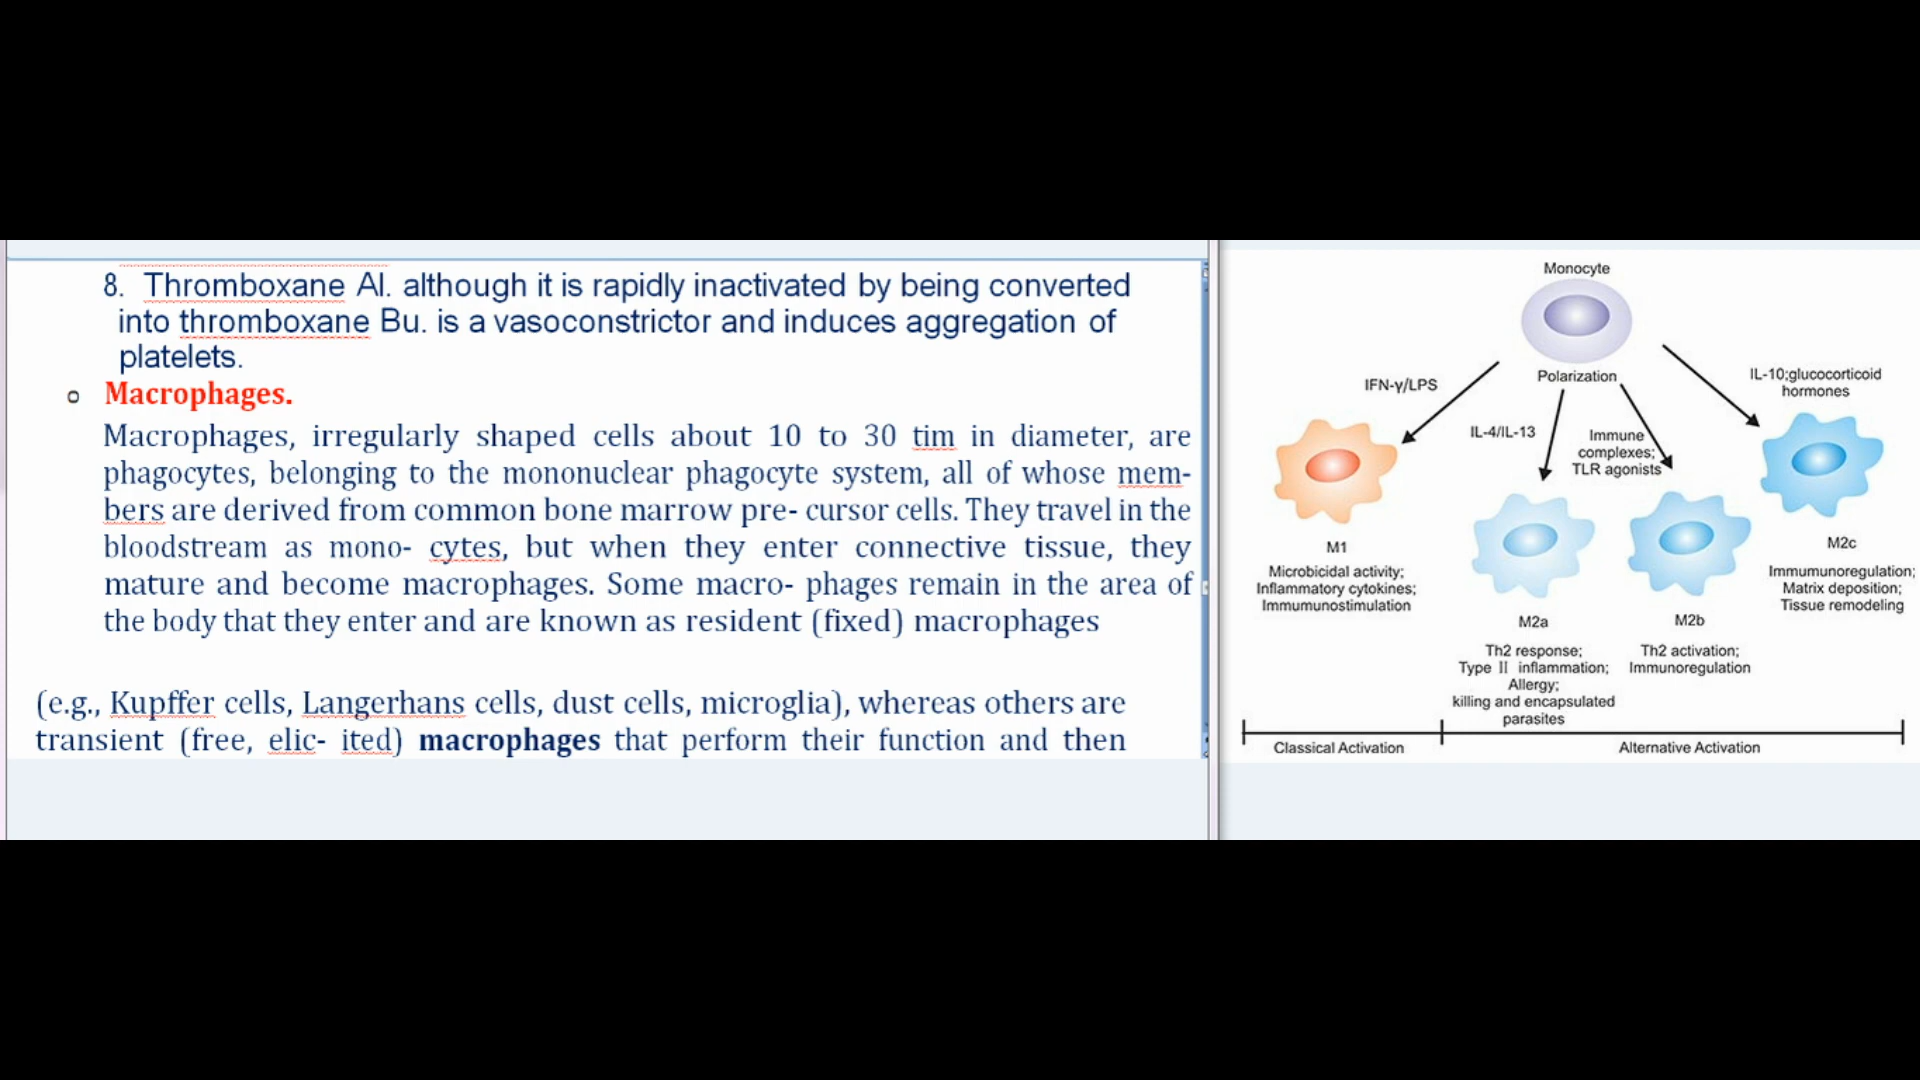 8. Thromboxane Al. although it is rapidly inactivated by being converted
into thromboxane Bu. is a vasoconstrictor and induces aggregation of
platelets.
o Macrophages.
Macrophages, irregularly shaped cells about 10 to 30 tim in diameter, are
phagocytes, belonging to the mononuclear phagocyte system, all of whose mem-
bers are derived from common bone marrow pre- cursor cells. They travel in the
bloodstream as mono- cytes, but when they enter connective tissue, they
mature and become macrophages. Some macro- phages remain in the area of
the body that they enter and are known as resident (fixed) macrophages
(e.g., Kupffer cells, Langerhans cells, dust cells, microglia), whereas others are
transient (free, elic- ited) macrophages that perform their function and then
Monocyte
Polarization
IFN-γ/LPS
IL-4/IL-13
Immune
complexes;
TLR agonists
IL-10;glucocorticoid
hormones
M1
Microbicidal activity;
Inflammatory cytokines;
Immumunostimulation
M2a
Th2 response;
Type II inflammation;
Allergy;
killing and encapsulated
parasites
M2b
Th2 activation;
Immunoregulation
M2c
Immumunoregulation;
Matrix deposition;
Tissue remodeling
Classical Activation
Alternative Activation